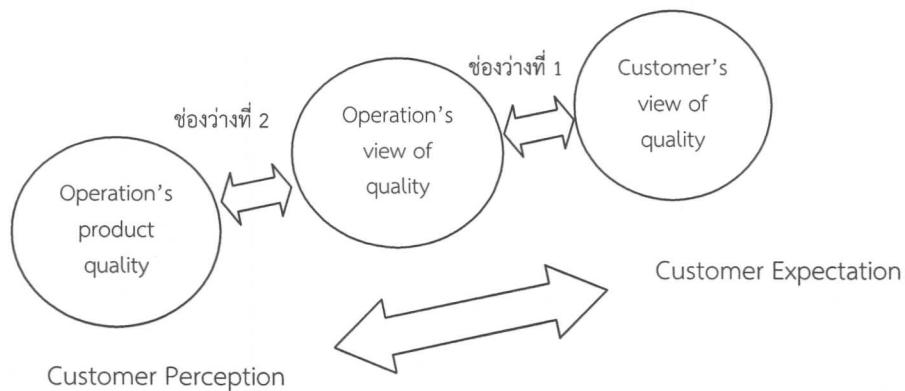 ช่องว่างที่ 1
Customer's
view of
quality
ช่องว่างที่ 2
Operation's
view of
quality
Operation's
product
quality
Customer Expectation
Customer Perception